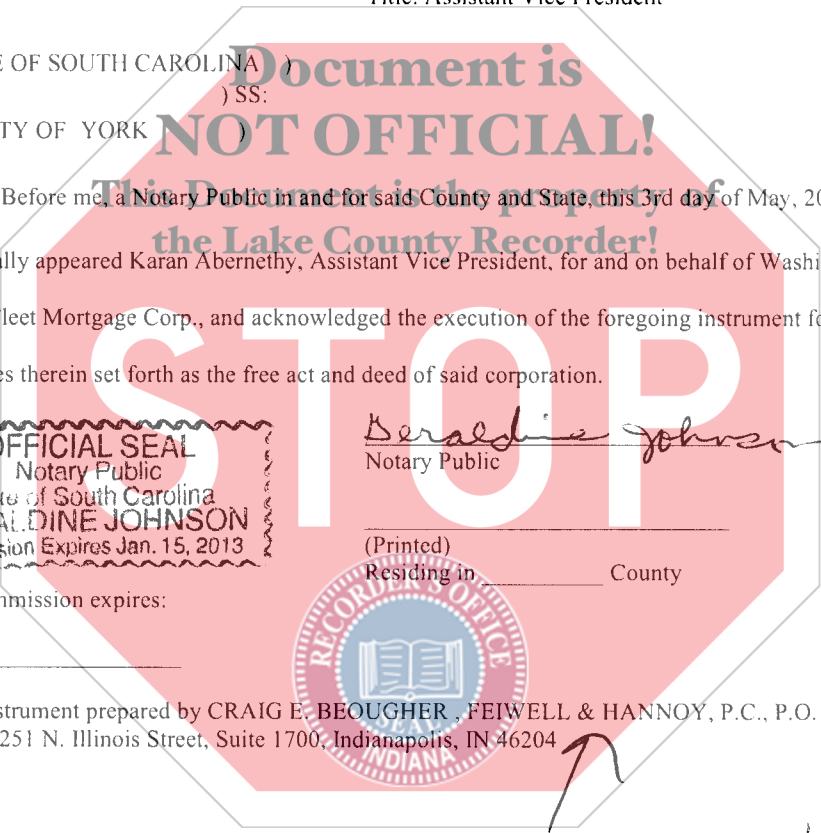 Title: Assistant Vice President
E OF SOUTH CAROLINA )
) SS:
TY OF YORK )
Document is
NOT OFFICIAL!
This Document is the property of
the Lake County Recorder!
STOP
Before me, a Notary Public in and for said County and State, this 3rd day of May, 20
ally appeared Karan Abernethy, Assistant Vice President, for and on behalf of Washi
leet Mortgage Corp., and acknowledged the execution of the foregoing instrument fo
es therein set forth as the free act and deed of said corporation.
OFFICIAL SEAL
Notary Public
te of South Carolina
ALDINE JOHNSON
sion Expires Jan. 15, 2013
Geraldine Johnson
Notary Public
(Printed)
Residing in ____________ County
mmission expires:
RECORDER'S OFFICE
SEAL
INDIANA
strument prepared by CRAIG E. BEOUGHER , FEIWELL & HANNOY, P.C., P.O.
251 N. Illinois Street, Suite 1700, Indianapolis, IN 46204